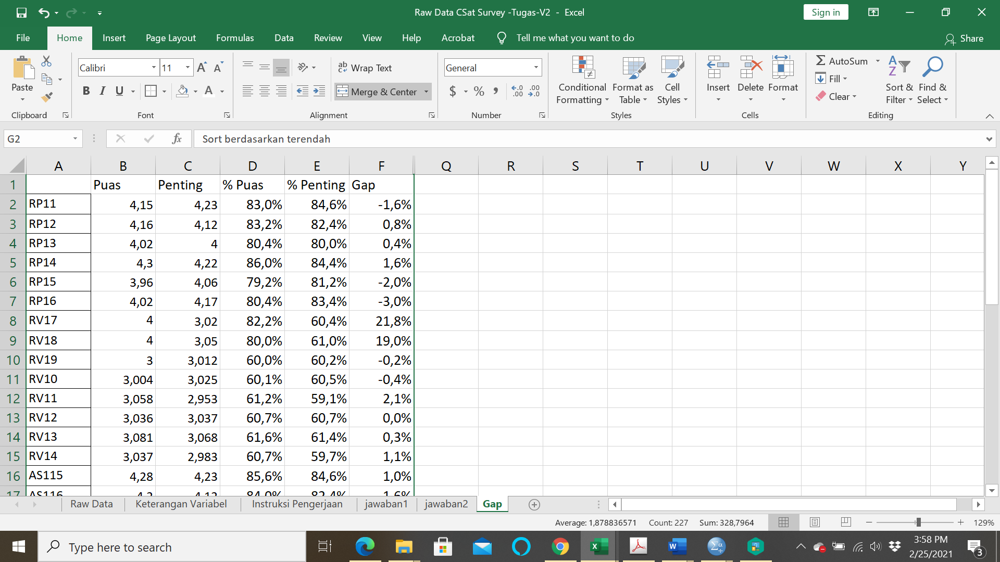 Raw Data CSat Survey -Tugas-V2 - Excel
Sign in
File Home Insert Page Layout Formulas Data Review View Help Acrobat Tell me what you want to do Share
Paste
Clipboard
Calibri 11
B I U
Font
Wrap Text
Merge & Center
Alignment
General
$ % ,
Number
Conditional Formatting
Format as Table
Cell Styles
Styles
Insert Delete Format
Cells
AutoSum
Fill
Clear
Sort & Filter
Find & Select
Editing
G2 fx Sort berdasarkan terendah
A B C D E F Q R S T U V W X Y
1 Puas Penting % Puas % Penting Gap
2 RP11 4,15 4,23 83,0% 84,6% -1,6%
3 RP12 4,16 4,12 83,2% 82,4% 0,8%
4 RP13 4,02 4 80,4% 80,0% 0,4%
5 RP14 4,3 4,22 86,0% 84,4% 1,6%
6 RP15 3,96 4,06 79,2% 81,2% -2,0%
7 RP16 4,02 4,17 80,4% 83,4% -3,0%
8 RV17 4 3,02 82,2% 60,4% 21,8%
9 RV18 4 3,05 80,0% 61,0% 19,0%
10 RV19 3 3,012 60,0% 60,2% -0,2%
11 RV10 3,004 3,025 60,1% 60,5% -0,4%
12 RV11 3,058 2,953 61,2% 59,1% 2,1%
13 RV12 3,036 3,037 60,7% 60,7% 0,0%
14 RV13 3,081 3,068 61,6% 61,4% 0,3%
15 RV14 3,037 2,983 60,7% 59,7% 1,1%
16 AS115 4,28 4,23 85,6% 84,6% 1,0%
17 AS116 4,2 4,12 84,0% 82,4% 1,6%
Raw Data Keterangan Variabel Instruksi Pengerjaan jawaban1 jawaban2 Gap
Average: 1,878836571 Count: 227 Sum: 328,7964 129%
Type here to search
3:58 PM
2/25/2021
3